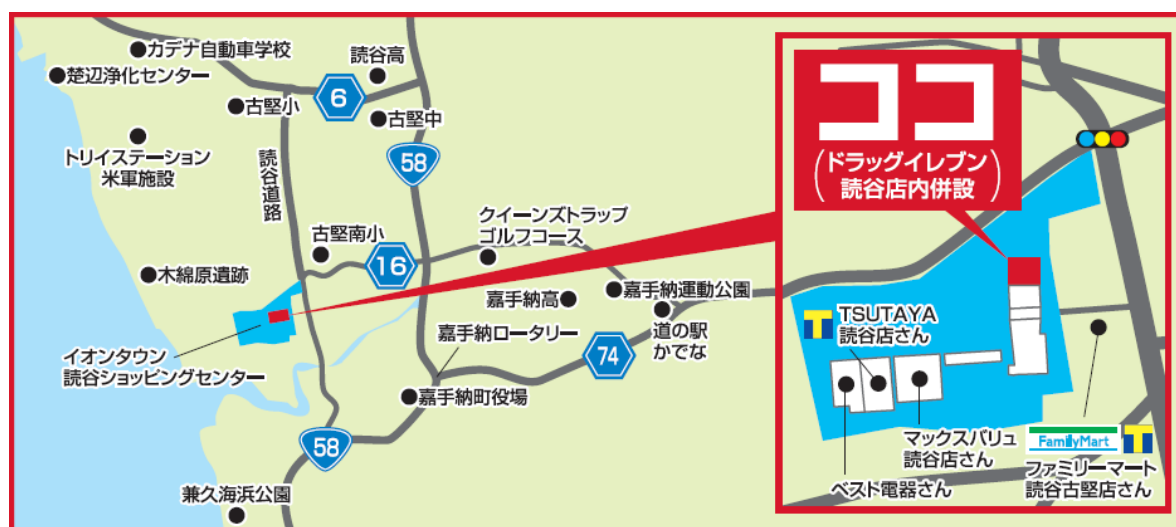 カデナ自動車学校
読谷高
楚辺浄化センター
古堅小
6
古堅中
トリイステーション
米軍施設
読谷道路
58
クイーンズトラップ
ゴルフコース
古堅南小
16
木綿原遺跡
嘉手納高
嘉手納運動公園
道の駅
かでな
嘉手納ロータリー
イオンタウン
読谷ショッピングセンター
74
嘉手納町役場
58
兼久海浜公園
ココ
(ドラッグイレブン
読谷店内併設)
T
TSUTAYA
読谷店さん
マックスバリュ
読谷店さん
ベスト電器さん
FamilyMart
T
ファミリーマート
読谷古堅店さん